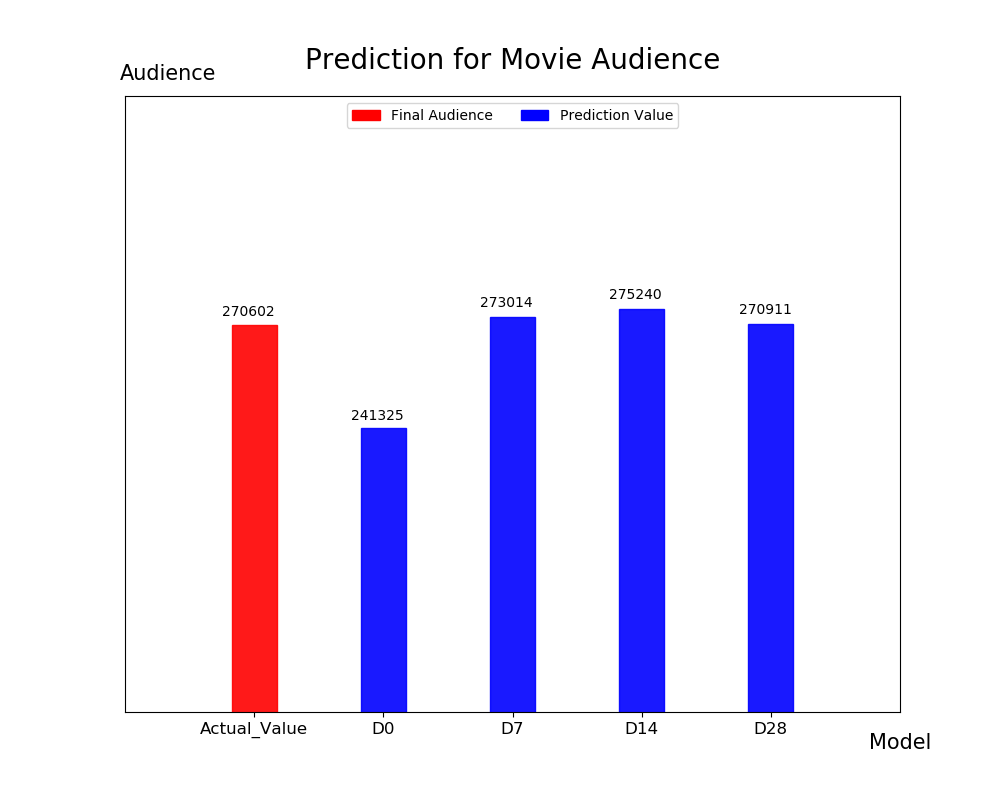 Prediction for Movie Audience
Audience
Final Audience Prediction Value
275240
273014
270911
270602
241325
Actual_Value D0 D7 D14 D28
Model